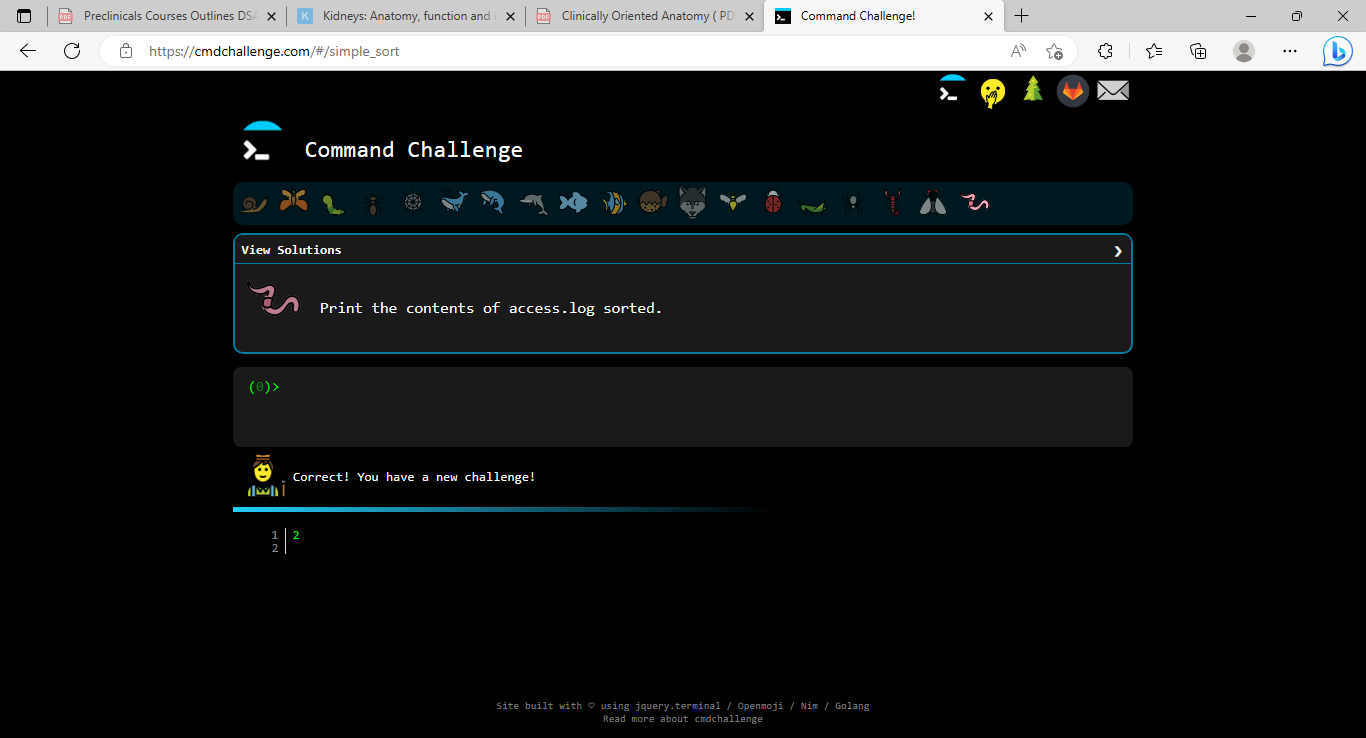 Preclinicals Courses Outlines DSA
Kidneys: Anatomy, function and i
Clinically Oriented Anatomy ( PD
Command Challenge!
https://cmdchallenge.com/#/simple_sort
Command Challenge
View Solutions
Print the contents of access.log sorted.
(0)>
Correct! You have a new challenge!
1 2
2
Site built with ♡ using jquery.terminal / Openmoji / Nim / Golang
Read more about cmdchallenge